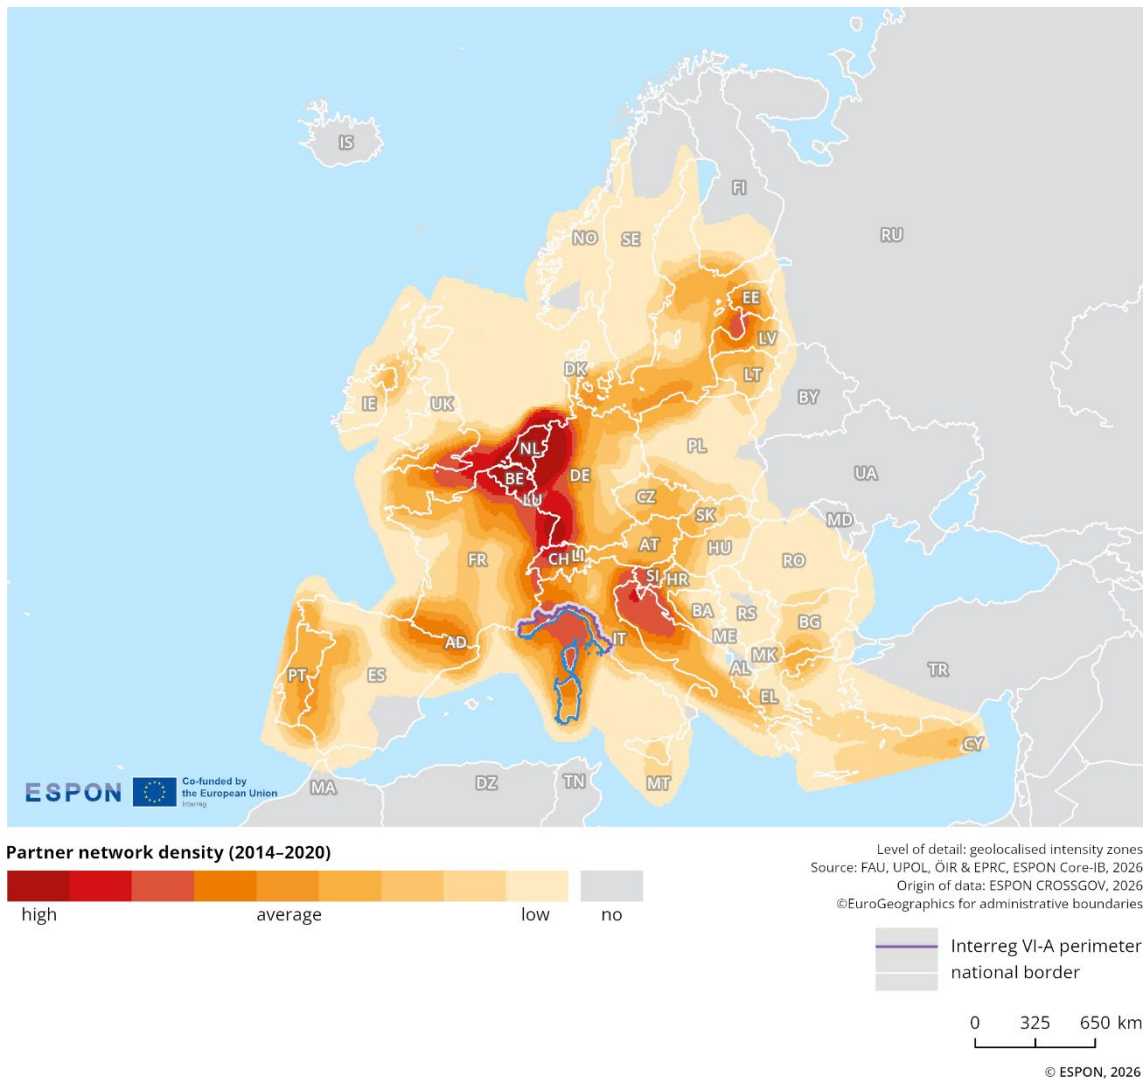 IS
FI
NO
SE
RU
EE
LV
DK
LT
IE
UK
BY
NL
PL
BE
DE
UA
LU
CZ
SK
MD
AT
HU
FR
CH
LI
RO
SI
HR
BA
RS
BG
IT
ME
AD
MK
AL
PT
ES
TR
EL
CY
MA
DZ
TN
MT
ESPON
Co-funded by
the European Union
Interreg
Partner network density (2014–2020)
high average low no
Level of detail: geolocalised intensity zones
Source: FAU, UPOL, ÖIR & EPRC, ESPON Core-IB, 2026
Origin of data: ESPON CROSSGOV, 2026
©EuroGeographics for administrative boundaries
Interreg VI-A perimeter
national border
0 325 650 km
© ESPON, 2026